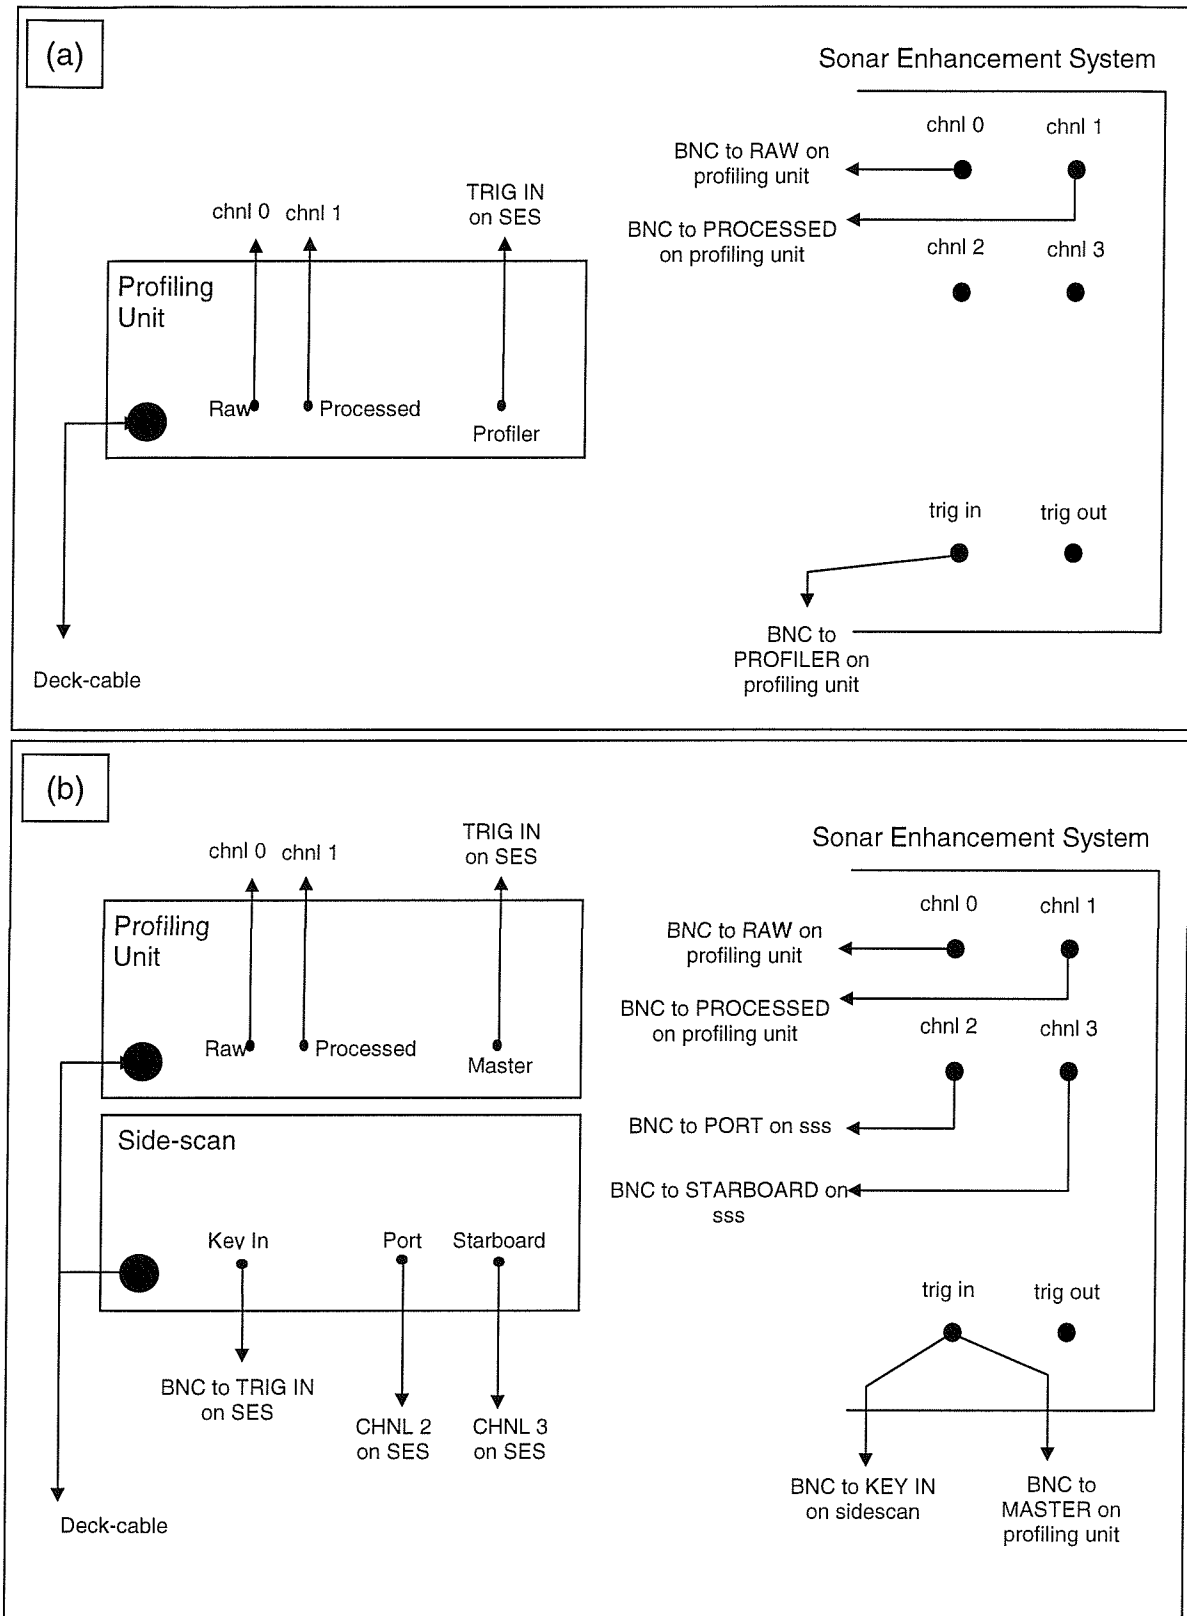 (a)
Sonar Enhancement System
chnl 0 chnl 1
BNC to RAW on
profiling unit
BNC to PROCESSED
on profiling unit
chnl 2 chnl 3
TRIG IN
on SES
chnl 0 chnl 1
Profiling
Unit
Raw Processed
Profiler
trig in trig out
BNC to
PROFILER on
profiling unit
Deck-cable
(b)
Sonar Enhancement System
TRIG IN
on SES
chnl 0 chnl 1
Profiling
Unit
Raw Processed
Master
chnl 0 chnl 1
BNC to RAW on
profiling unit
BNC to PROCESSED
on profiling unit
chnl 2 chnl 3
BNC to PORT on sss
BNC to STARBOARD on
sss
Side-scan
Kev In Port Starboard
BNC to TRIG IN
on SES
CHNL 2
on SES
CHNL 3
on SES
trig in trig out
BNC to KEY IN
on sidescan
BNC to
MASTER on
profiling unit
Deck-cable